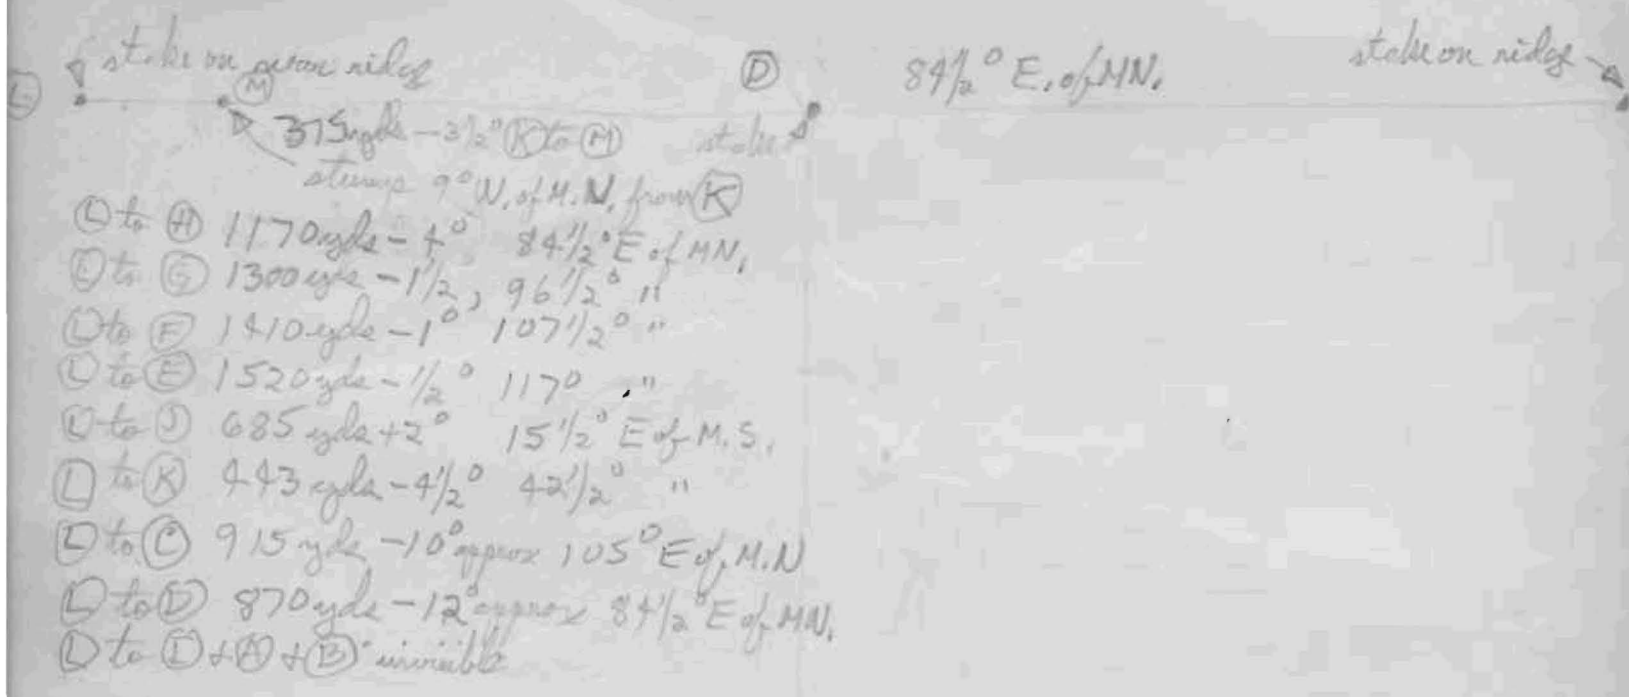 stake on ridge
stake on ridge
Ⓛ Ⓜ Ⓓ 84½° E. of MN.
375 yds - 3½° Ⓚ to Ⓜ stake
9° W. of M.N. from Ⓚ
Ⓛ to Ⓗ 1170 yds - 4° 84½° E of MN.
Ⓛ to Ⓖ 1300 yds - 1½, 96½° "
Ⓛ to Ⓕ 1410 yds - 1° 107½° "
Ⓛ to Ⓔ 1520 yds - ½° 117° "
Ⓛ to Ⓙ 685 yds + 2° 15½° E of M.S.
Ⓛ to Ⓚ 443 yds - 4½° 42½° "
Ⓛ to Ⓒ 915 yds - 10° approx 105° E of M.N
Ⓛ to Ⓓ 870 yds - 12° approx 84½° E of MN.
Ⓛ to Ⓘ + Ⓐ + Ⓑ invisible